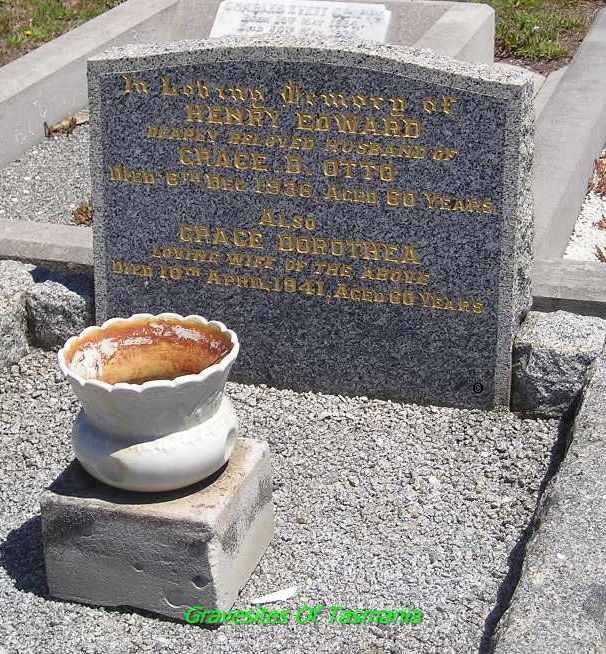 In Loving Memory of
HENRY EDWARD
DEARLY BELOVED HUSBAND OF
GRACE. D. OTTO
DIED 6TH DEC. 1936, AGED 60 YEARS
ALSO
GRACE DOROTHEA
LOVING WIFE OF THE ABOVE
DIED 10TH APRIL, 1941, AGED 66 YEARS
Gravesites Of Tasmania